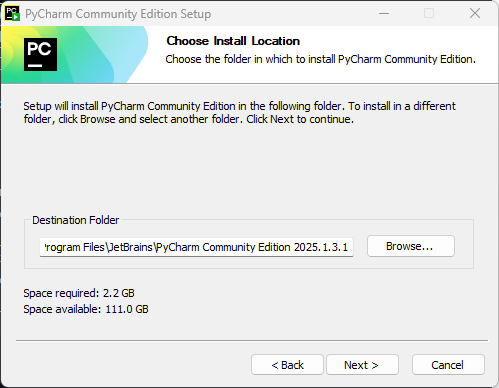 PyCharm Community Edition Setup
PC
Choose Install Location
Choose the folder in which to install PyCharm Community Edition.
Setup will install PyCharm Community Edition in the following folder. To install in a different
folder, click Browse and select another folder. Click Next to continue.
Destination Folder
rogram Files\JetBrains\PyCharm Community Edition 2025.1.3.1
Browse...
Space required: 2.2 GB
Space available: 111.0 GB
< Back
Next >
Cancel